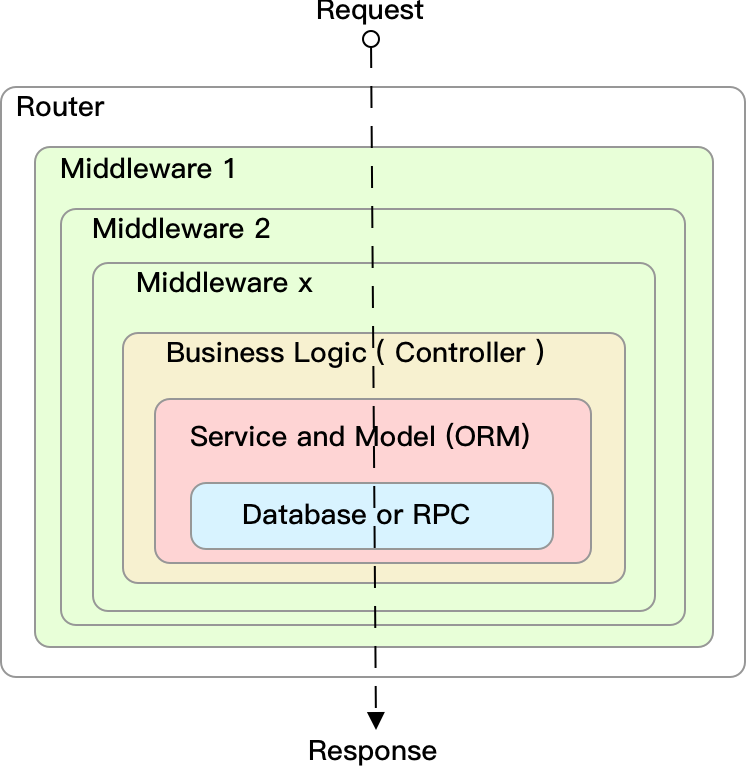 Request
Router
Middleware 1
Middleware 2
Middleware x
Business Logic ( Controller )
Service and Model (ORM)
Database or RPC
Response